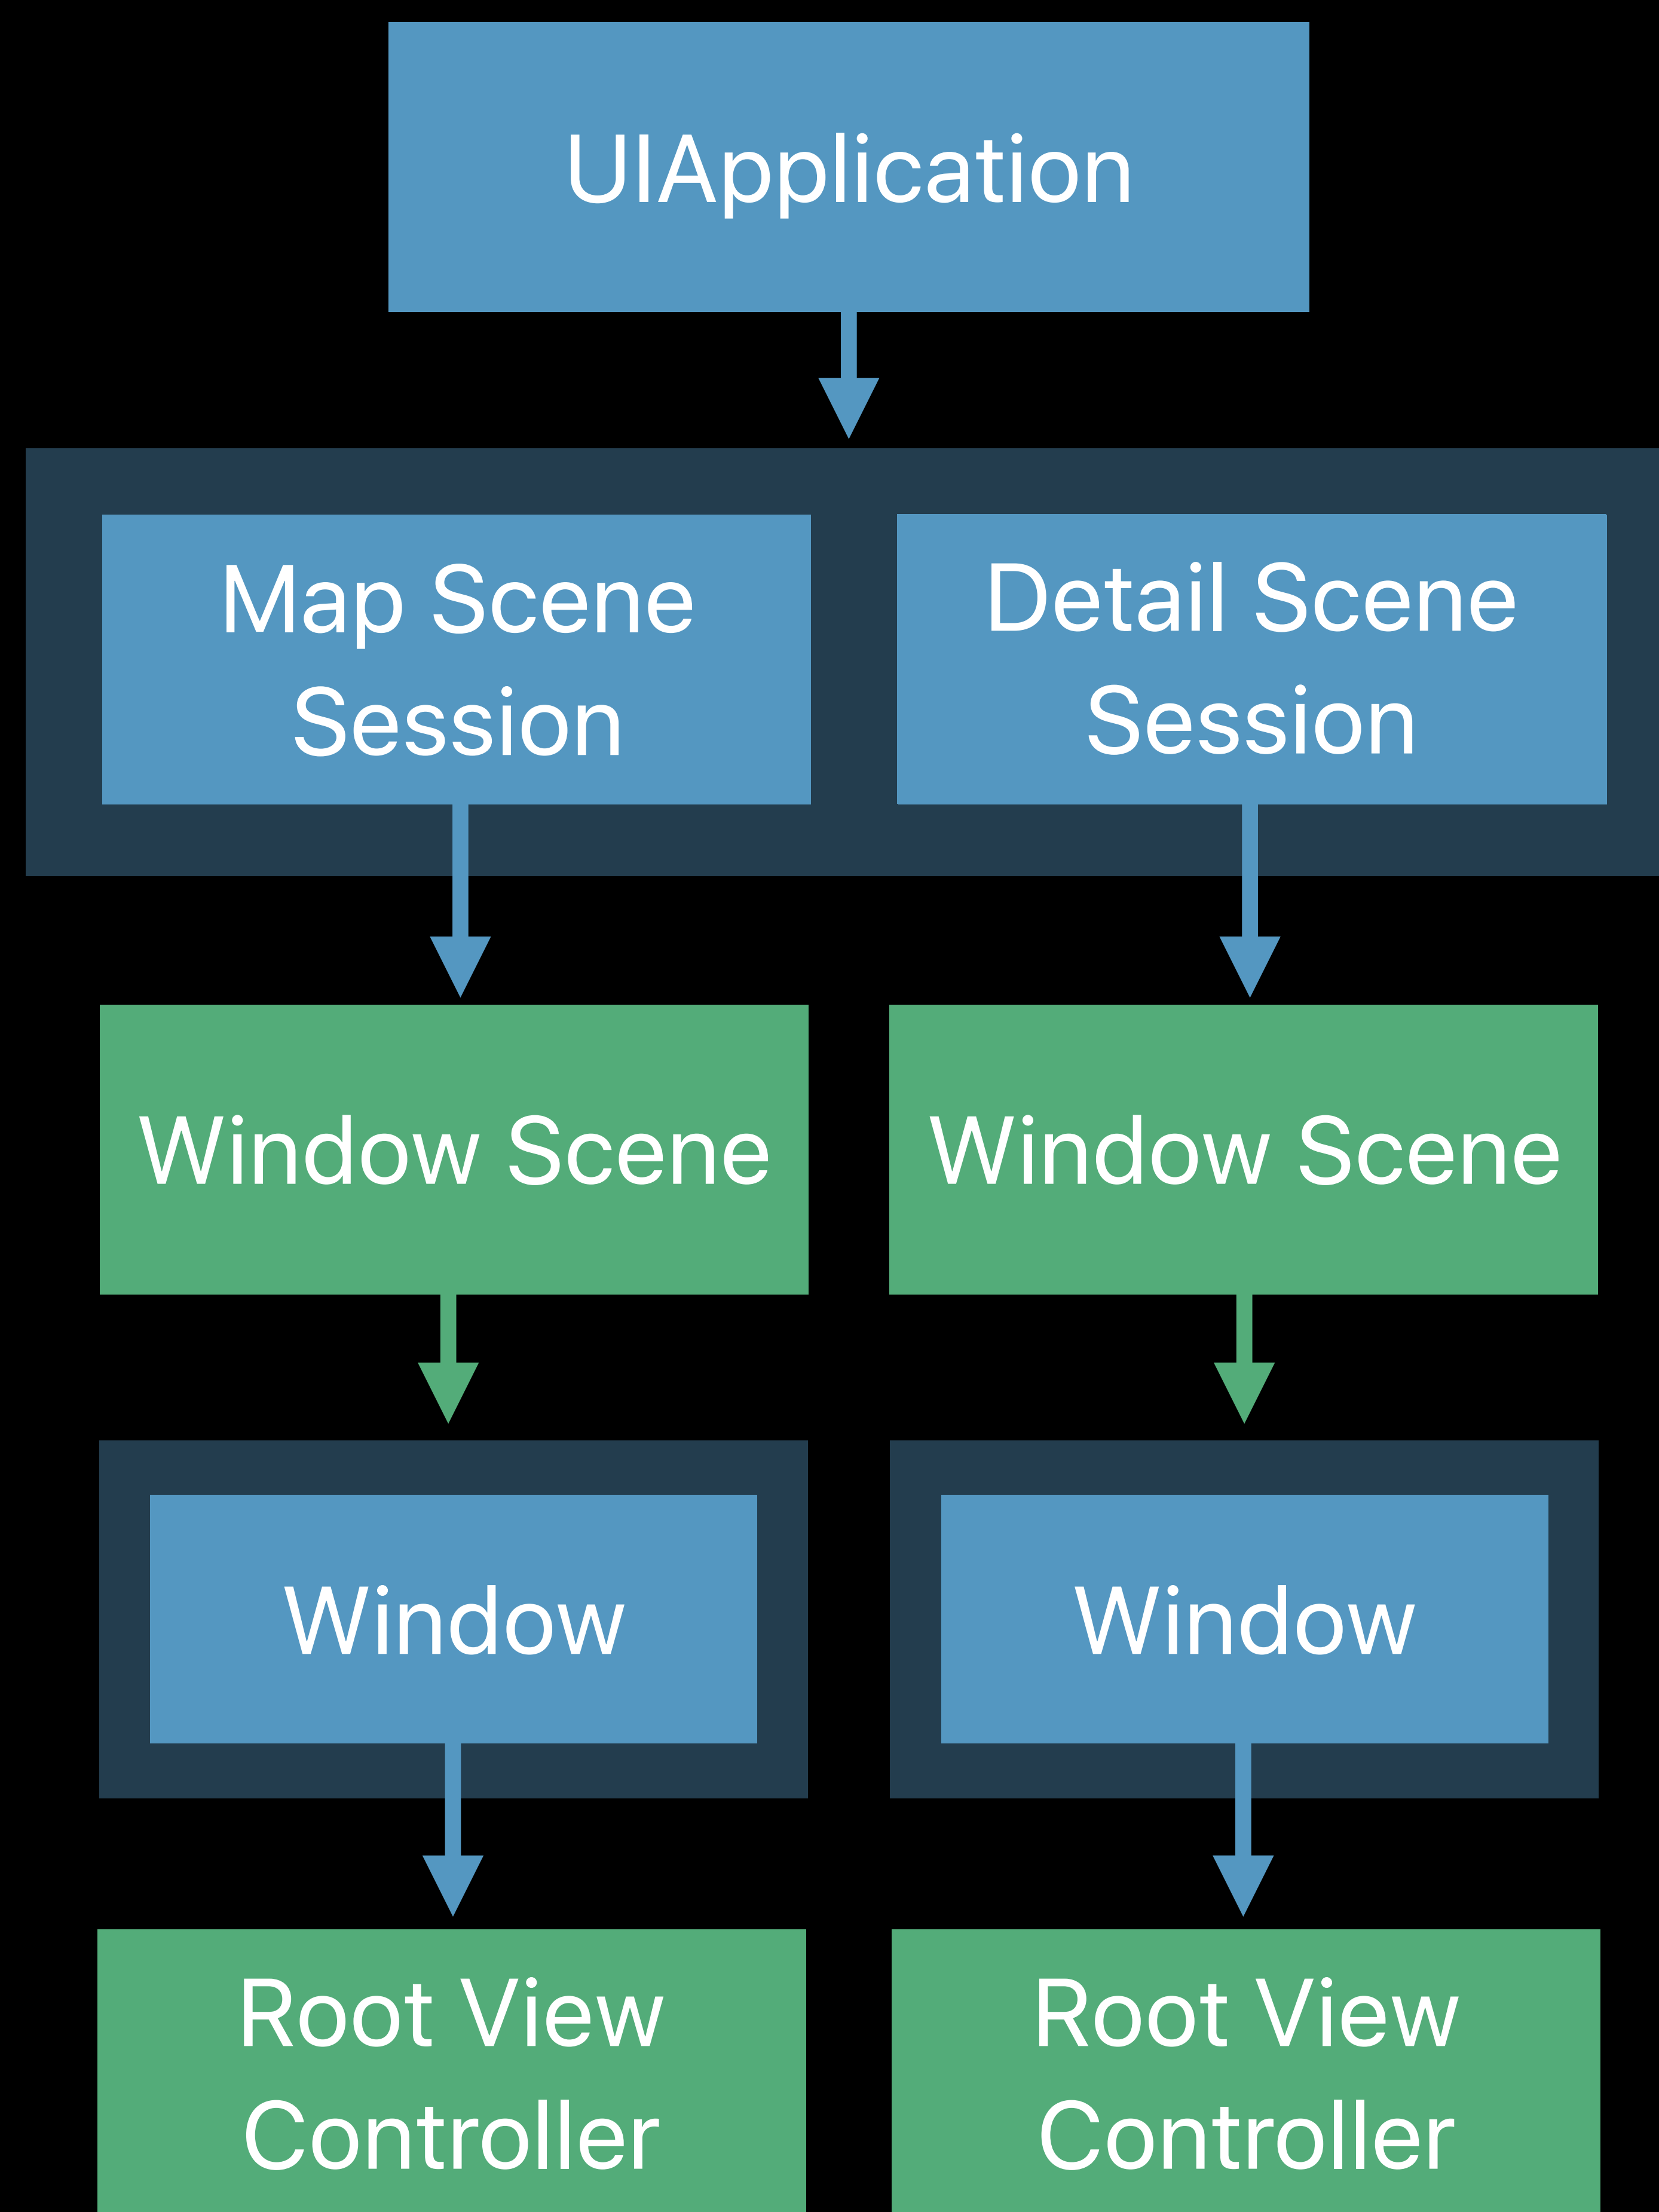 UIApplication
Map Scene
Session
Detail Scene
Session
Window Scene
Window Scene
Window
Window
Root View
Controller
Root View
Controller